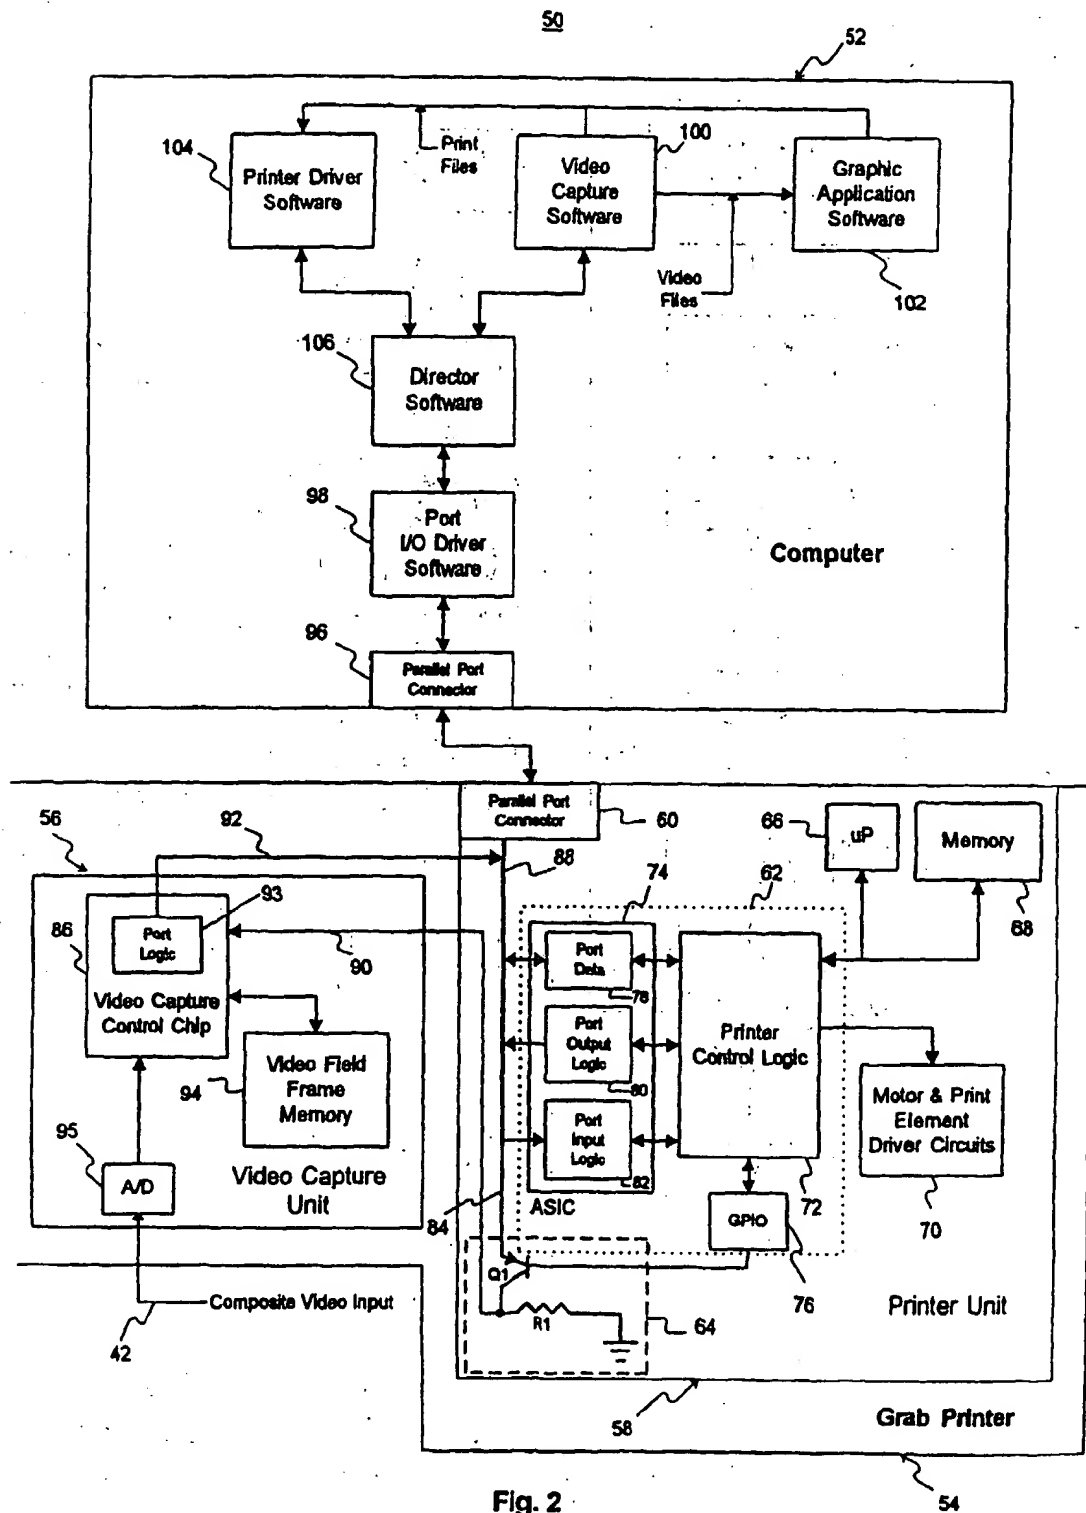 50
52
104
Printer Driver
Software
Print
Files
Video
Capture
Software
100
Graphic
Application
Software
Video
Files
102
106
Director
Software
98
Port
I/O Driver
Software
Computer
96
Parallel Port
Connector
56
92
Parallel Port
Connector
60
66
uP
Memory
68
88
74
62
86
93
Port
Logic
90
Video Capture
Control Chip
Port
Data
78
Port
Output
Logic
80
Port
Input
Logic
82
Printer
Control Logic
94
Video Field
Frame
Memory
Motor & Print
Element
Driver Circuits
95
A/D
Video Capture
Unit
84
ASIC
GPIO
72
70
Q1
76
Composite Video Input
R1
64
Printer Unit
42
58
Grab Printer
54
Fig. 2